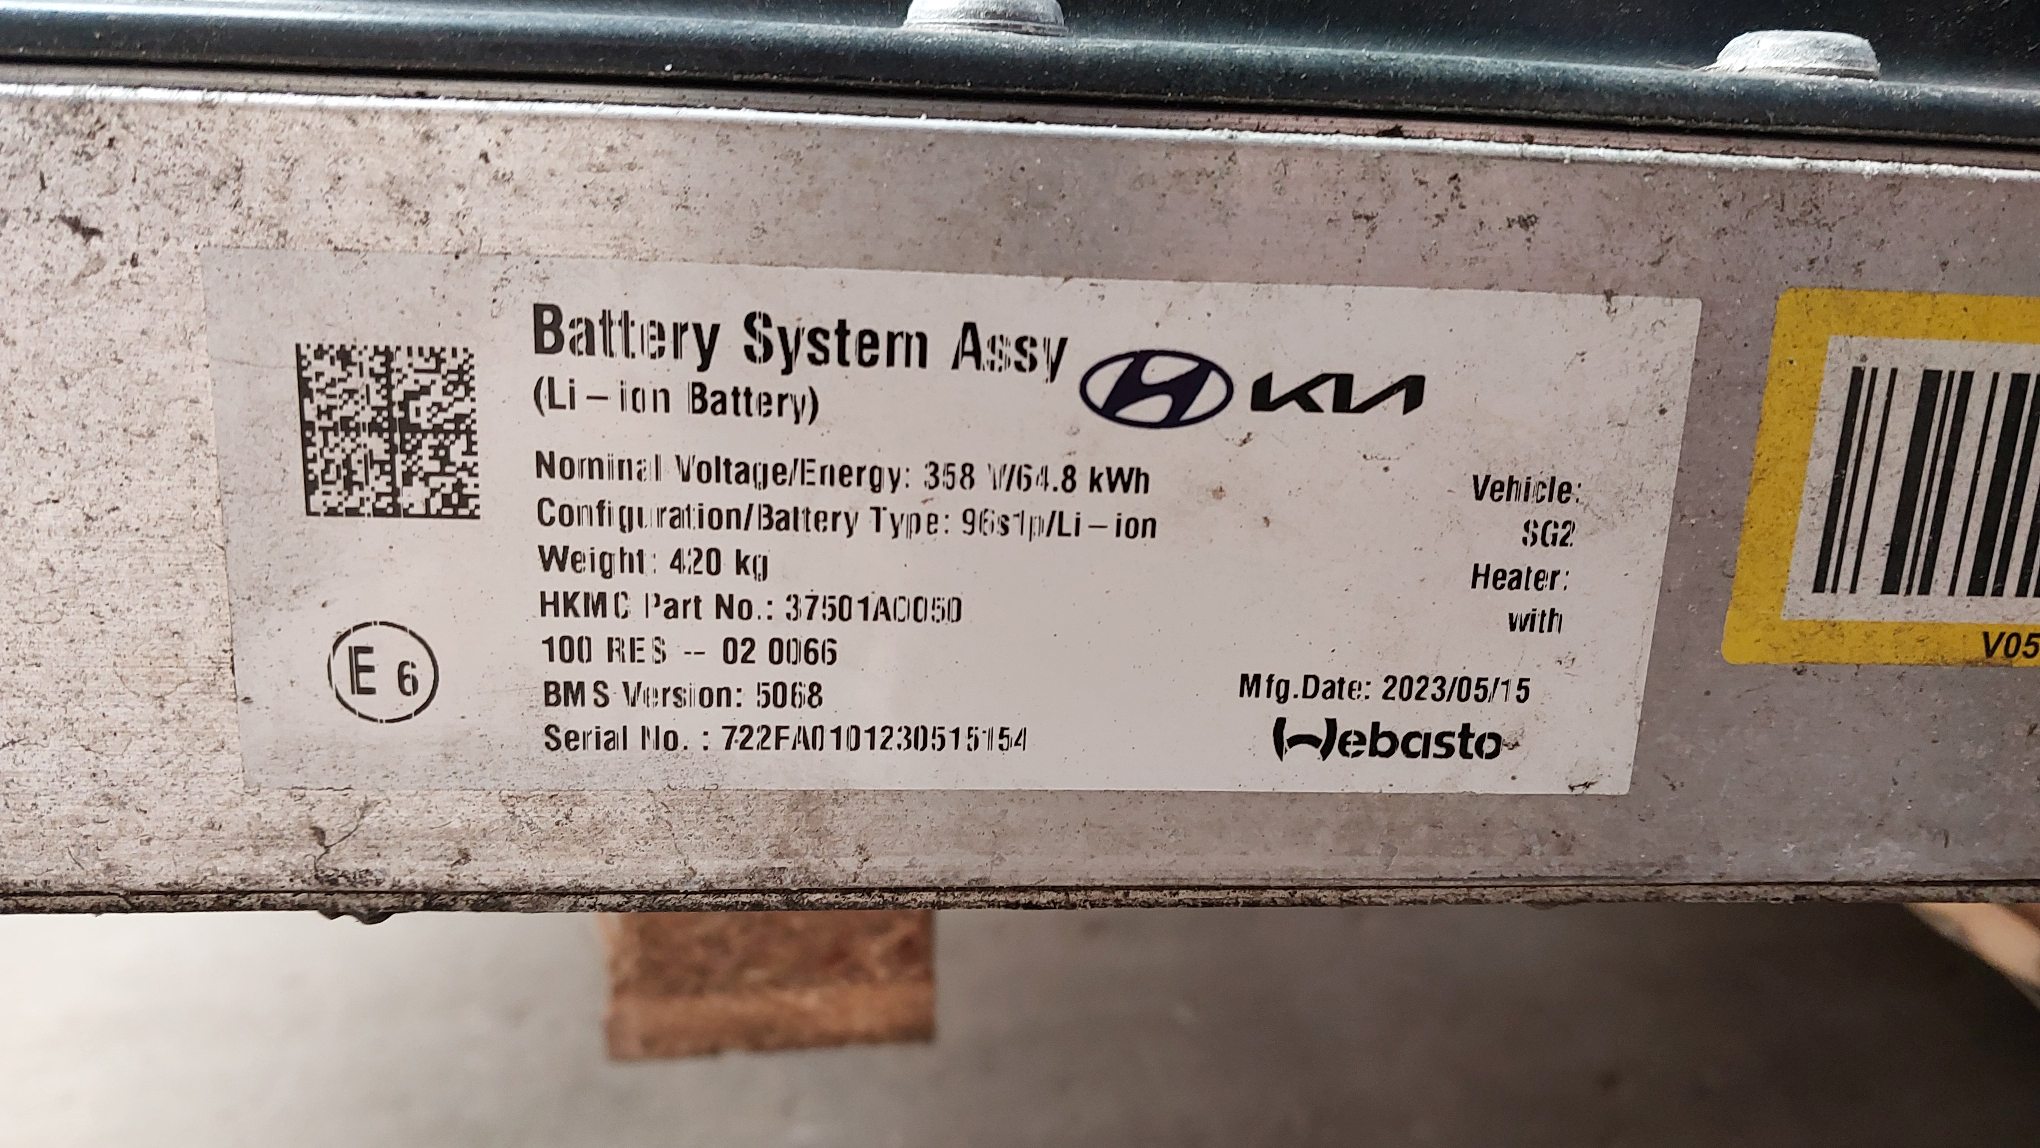 Battery System Assy
(Li-ion Battery)
KIA
Nominal Voltage/Energy: 358 V/64.8 kWh
Configuration/Battery Type: 96s1p/Li-ion
Weight: 420 kg
HKMC Part No.: 37501AO050
100 RES -- 02 0066
BMS Version: 5068
Serial No. : 722FA0101230515154
E 6
Vehicle:
SG2
Heater:
with
Mfg.Date: 2023/05/15
Webasto
V05